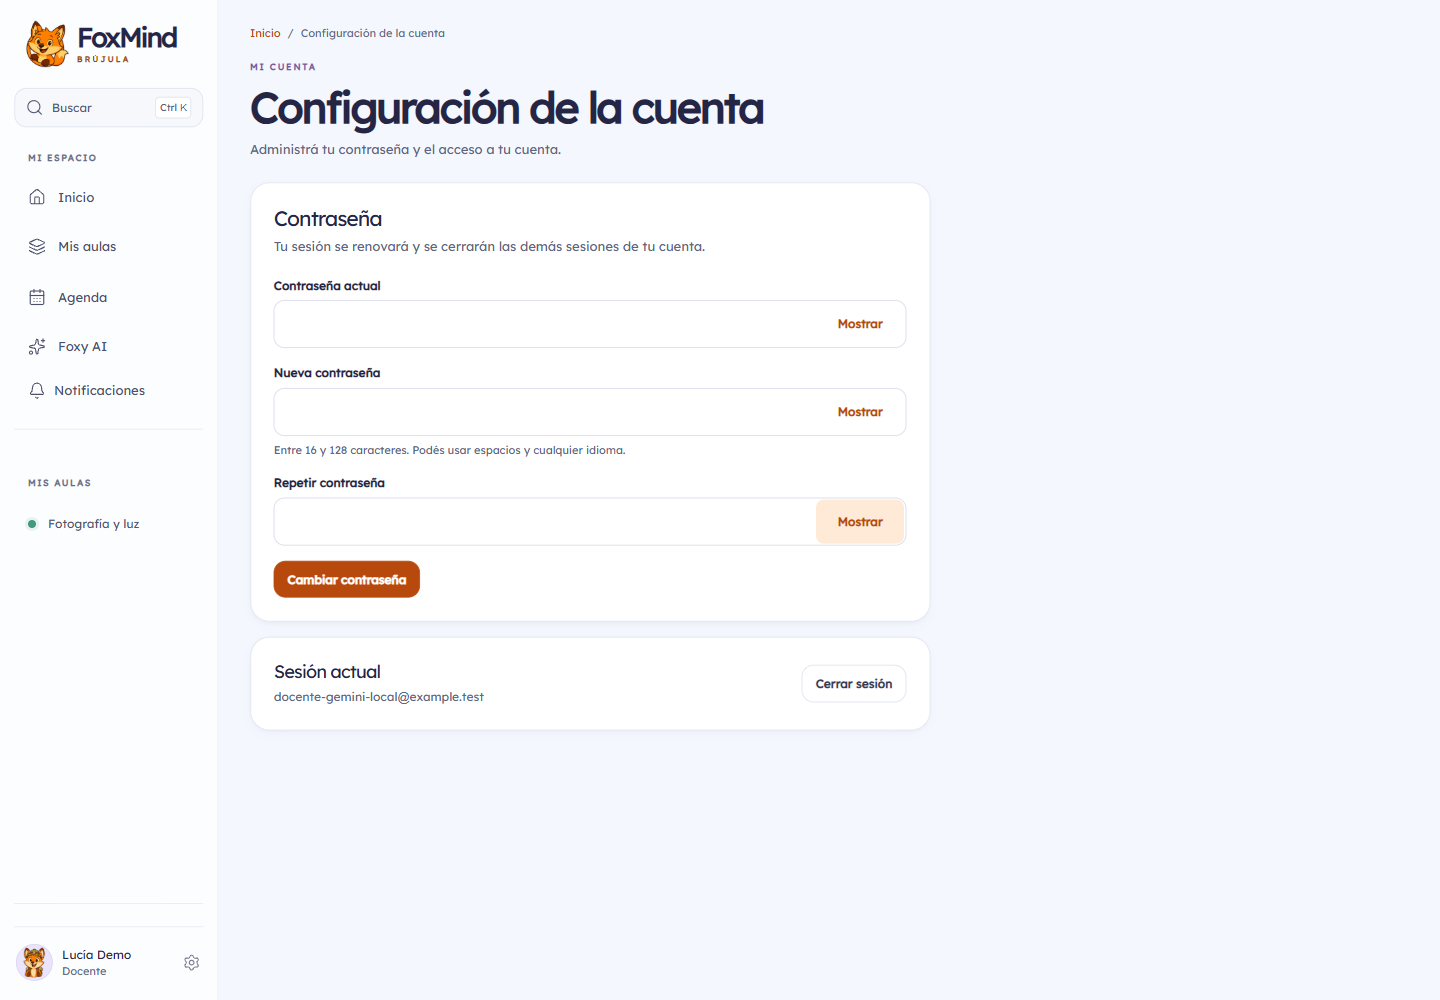 FoxMind
BRÚJULA
Buscar
Ctrl K
MI ESPACIO
Inicio
Mis aulas
Agenda
Foxy AI
Notificaciones
MIS AULAS
Fotografía y luz
Lucía Demo
Docente
Inicio / Configuración de la cuenta
MI CUENTA
Configuración de la cuenta
Administrá tu contraseña y el acceso a tu cuenta.
Contraseña
Tu sesión se renovará y se cerrarán las demás sesiones de tu cuenta.
Contraseña actual
Mostrar
Nueva contraseña
Mostrar
Entre 16 y 128 caracteres. Podés usar espacios y cualquier idioma.
Repetir contraseña
Mostrar
Cambiar contraseña
Sesión actual
docente-gemini-local@example.test
Cerrar sesión